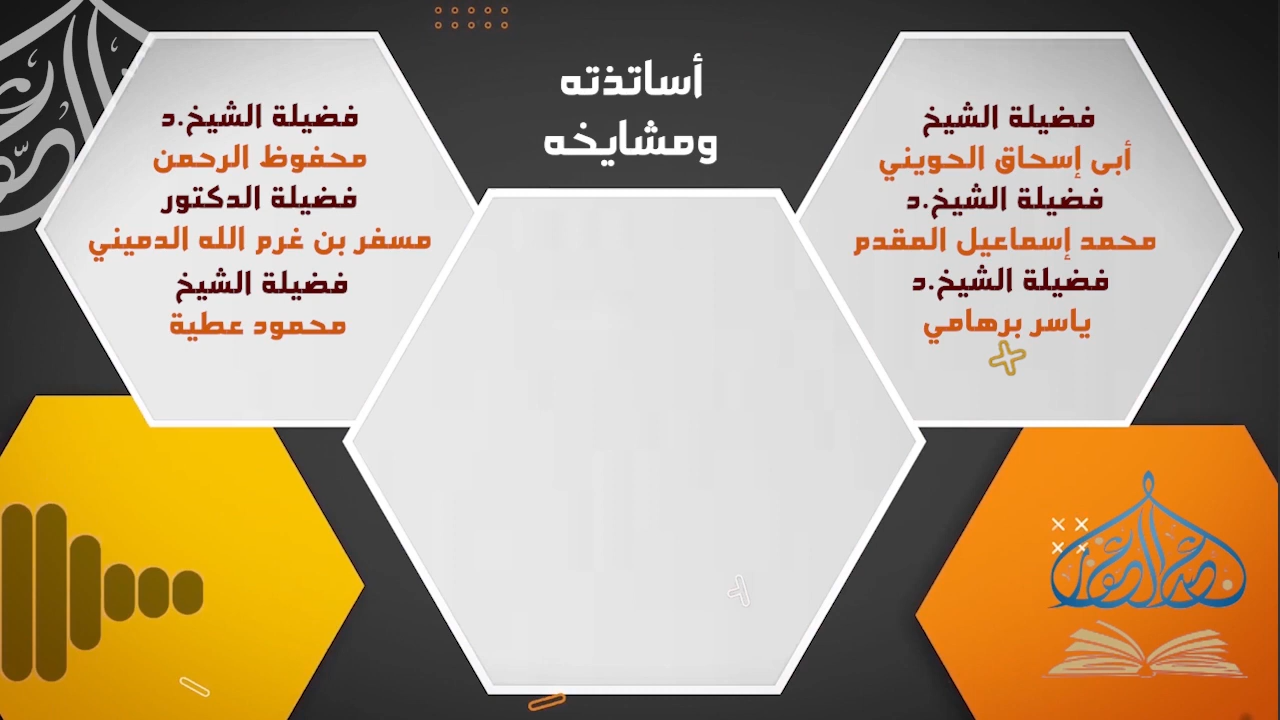 أساتذته
ومشايخه
فضيلة الشيخ
أبى إسحاق الحويني
فضيلة الشيخ.د
محمد إسماعيل المقدم
فضيلة الشيخ.د
ياسر برهامي
فضيلة الشيخ.د
محفوظ الرحمن
فضيلة الدكتور
مسفر بن غرم الله الدميني
فضيلة الشيخ
محمود عطية